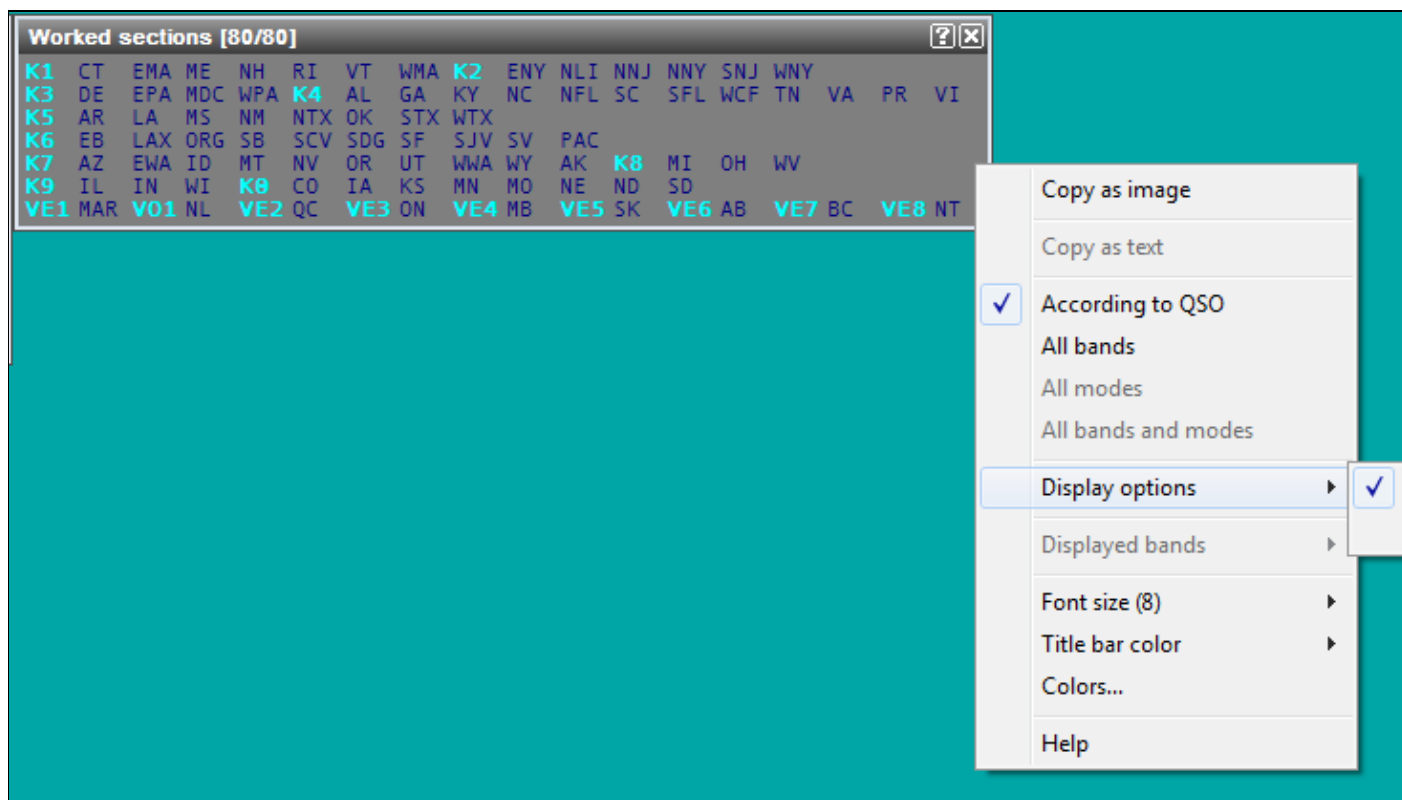 Worked sections [80/80]
K1 CT EMA ME NH RI VT WMA K2 ENY NLI NNJ NNY SNJ WNY
K3 DE EPA MDC WPA K4 AL GA KY NC NFL SC SFL WCF TN VA PR VI
K5 AR LA MS NM NTX OK STX WTX
K6 EB LAX ORG SB SCV SDG SF SJV SV PAC
K7 AZ EWA ID MT NV OR UT WWA WY AK K8 MI OH WV
K9 IL IN WI K0 CO IA KS MN MO NE ND SD
VE1 MAR VO1 NL VE2 QC VE3 ON VE4 MB VE5 SK VE6 AB VE7 BC VE8 NT
Copy as image
Copy as text
According to QSO
All bands
All modes
All bands and modes
Display options
Displayed bands
Font size (8)
Title bar color
Colors...
Help